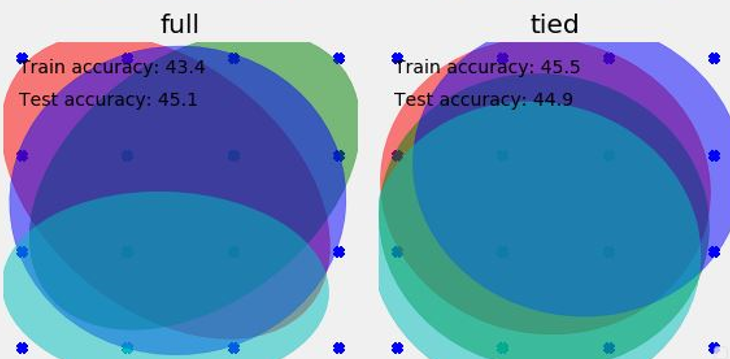 full
Train accuracy: 43.4
Test accuracy: 45.1
tied
Train accuracy: 45.5
Test accuracy: 44.9